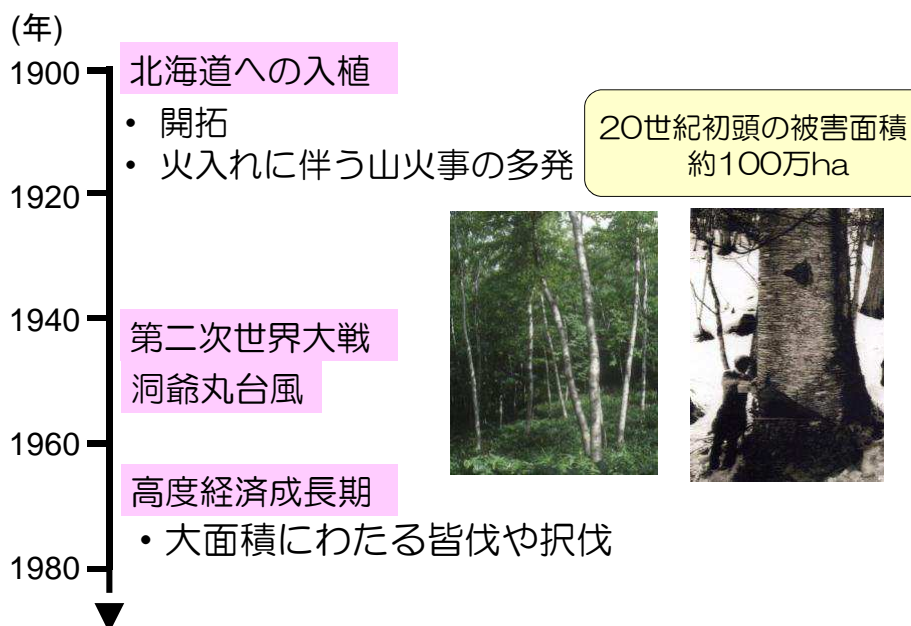 (年)
1900
北海道への入植
• 開拓
• 火入れに伴う山火事の多発
20世紀初頭の被害面積
約100万ha
1920
1940
第二次世界大戦
洞爺丸台風
1960
高度経済成長期
• 大面積にわたる皆伐や択伐
1980